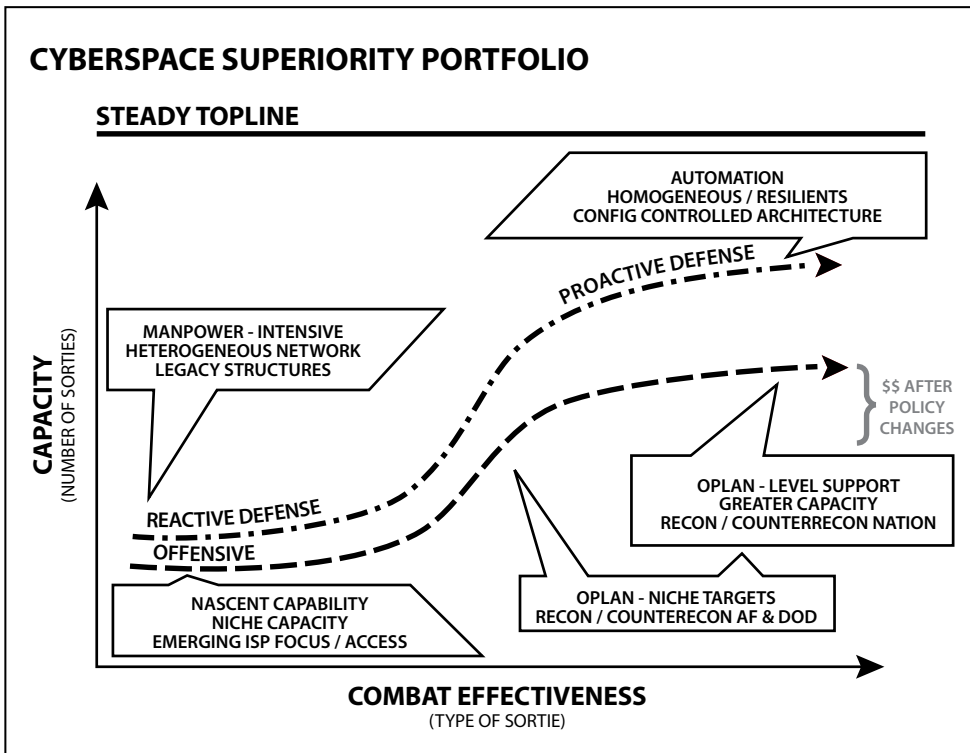 CYBERSPACE SUPERIORITY PORTFOLIO
STEADY TOPLINE
AUTOMATION
HOMOGENEOUS / RESILIENTS
CONFIG CONTROLLED ARCHITECTURE
PROACTIVE DEFENSE
MANPOWER - INTENSIVE
HETEROGENEOUS NETWORK
LEGACY STRUCTURES
CAPACITY
(NUMBER OF SORTIES)
$$ AFTER
POLICY
CHANGES
OPLAN - LEVEL SUPPORT
GREATER CAPACITY
RECON / COUNTERRECON NATION
REACTIVE DEFENSE
OFFENSIVE
OPLAN - NICHE TARGETS
RECON / COUNTERECON AF & DOD
NASCENT CAPABILITY
NICHE CAPACITY
EMERGING ISP FOCUS / ACCESS
COMBAT EFFECTIVENESS
(TYPE OF SORTIE)